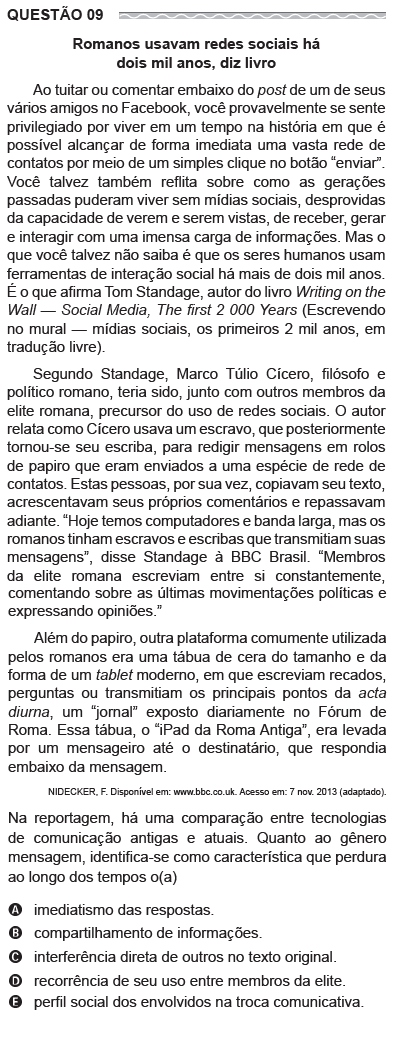 QUESTÃO 09
Romanos usavam redes sociais há
dois mil anos, diz livro
Ao tuitar ou comentar embaixo do post de um de seus
vários amigos no Facebook, você provavelmente se sente
privilegiado por viver em um tempo na história em que é
possível alcançar de forma imediata uma vasta rede de
contatos por meio de um simples clique no botão “enviar”.
Você talvez também reflita sobre como as gerações
passadas puderam viver sem mídias sociais, desprovidas
da capacidade de verem e serem vistas, de receber, gerar
e interagir com uma imensa carga de informações. Mas o
que você talvez não saiba é que os seres humanos usam
ferramentas de interação social há mais de dois mil anos.
É o que afirma Tom Standage, autor do livro Writing on the
Wall — Social Media, The first 2 000 Years (Escrevendo
no mural — mídias sociais, os primeiros 2 mil anos, em
tradução livre).
Segundo Standage, Marco Túlio Cícero, filósofo e
político romano, teria sido, junto com outros membros da
elite romana, precursor do uso de redes sociais. O autor
relata como Cícero usava um escravo, que posteriormente
tornou-se seu escriba, para redigir mensagens em rolos
de papiro que eram enviados a uma espécie de rede de
contatos. Estas pessoas, por sua vez, copiavam seu texto,
acrescentavam seus próprios comentários e repassavam
adiante. “Hoje temos computadores e banda larga, mas os
romanos tinham escravos e escribas que transmitiam suas
mensagens”, disse Standage à BBC Brasil. “Membros
da elite romana escreviam entre si constantemente,
comentando sobre as últimas movimentações políticas e
expressando opiniões.”
Além do papiro, outra plataforma comumente utilizada
pelos romanos era uma tábua de cera do tamanho e da
forma de um tablet moderno, em que escreviam recados,
perguntas ou transmitiam os principais pontos da acta
diurna, um “jornal” exposto diariamente no Fórum de
Roma. Essa tábua, o “iPad da Roma Antiga”, era levada
por um mensageiro até o destinatário, que respondia
embaixo da mensagem.
NIDECKER, F. Disponível em: www.bbc.co.uk. Acesso em: 7 nov. 2013 (adaptado).
Na reportagem, há uma comparação entre tecnologias
de comunicação antigas e atuais. Quanto ao gênero
mensagem, identifica-se como característica que perdura
ao longo dos tempos o(a)
A imediatismo das respostas.
B compartilhamento de informações.
C interferência direta de outros no texto original.
D recorrência de seu uso entre membros da elite.
E perfil social dos envolvidos na troca comunicativa.